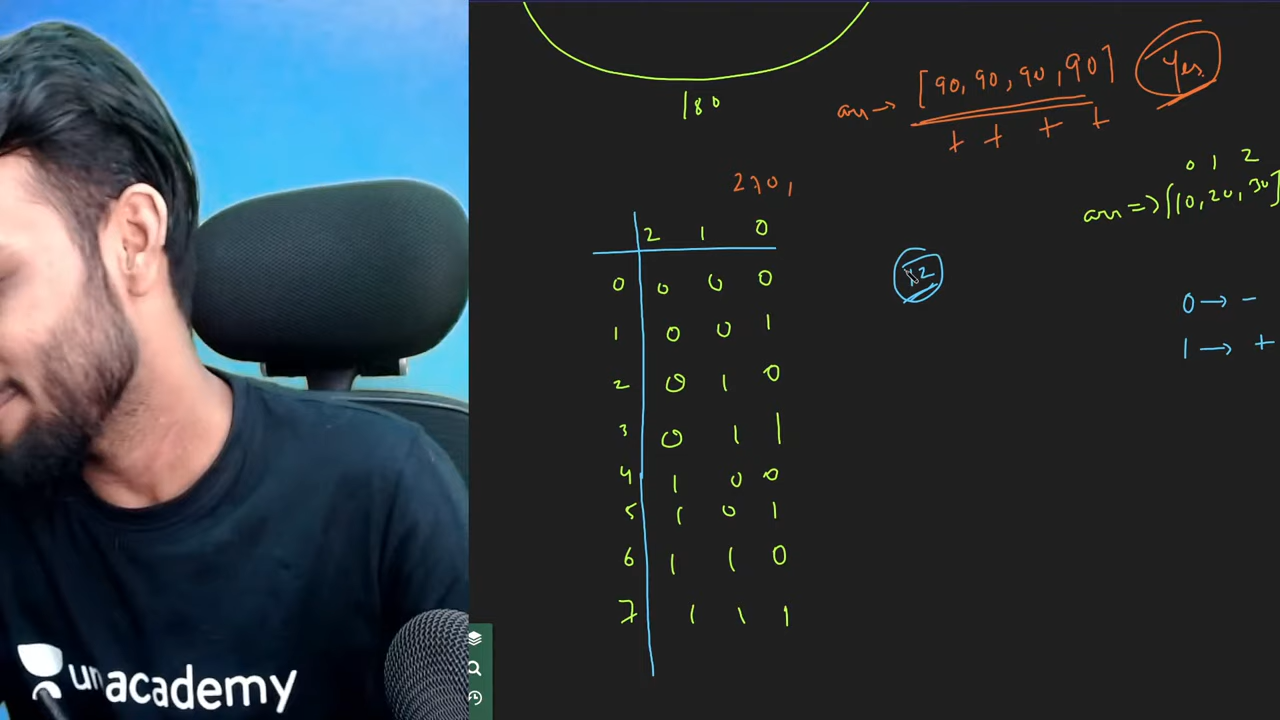 180
arr → [90, 90, 90, 90] Yes.
+ + + +
0 1 2
arr => [10, 20, 30]
270,
2 1 0
0 0 0 0
1 0 0 1
2 0 1 0
3 0 1 1
4 1 0 0
5 1 0 1
6 1 1 0
7 1 1 1
0 → -
1 → +
unacademy